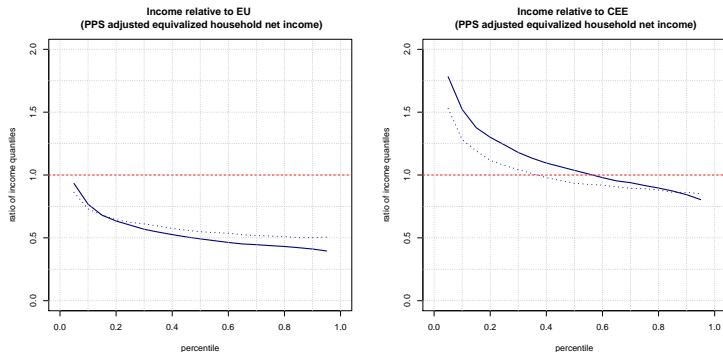 Income relative to EU
(PPS adjusted equivalized household net income)
ratio of income quantiles
2.0
1.5
1.0
0.5
0.0
0.0 0.2 0.4 0.6 0.8 1.0
percentile
Income relative to CEE
(PPS adjusted equivalized household net income)
ratio of income quantiles
2.0
1.5
1.0
0.5
0.0
0.0 0.2 0.4 0.6 0.8 1.0
percentile